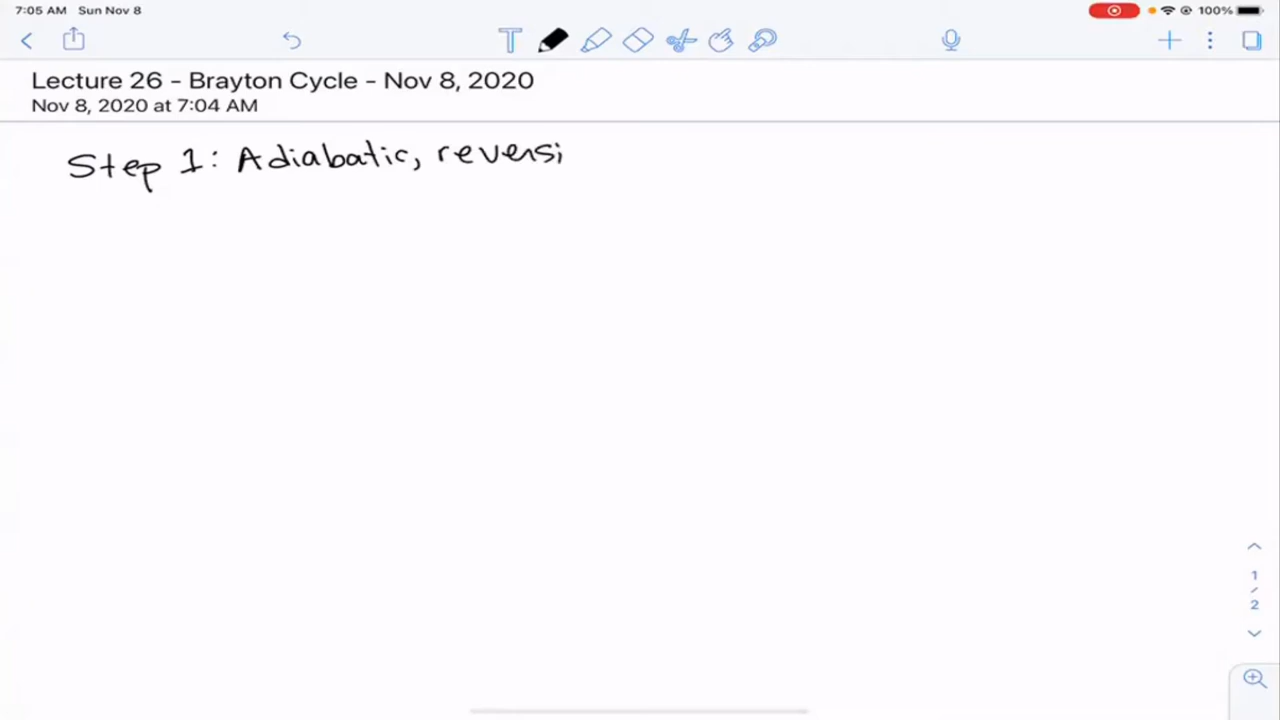 7:05 AM Sun Nov 8
100%
Lecture 26 - Brayton Cycle - Nov 8, 2020
Nov 8, 2020 at 7:04 AM
Step 1: Adiabatic, reversi
1
/
2